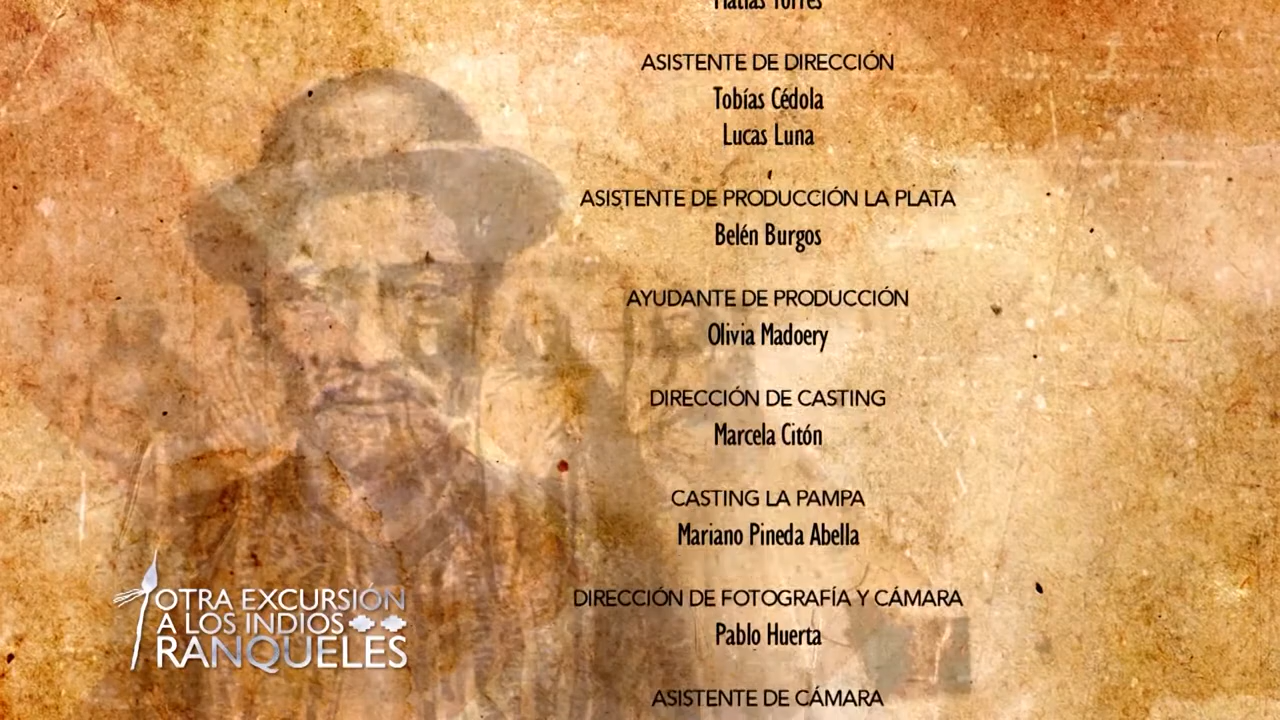 Matías Torres
ASISTENTE DE DIRECCIÓN
Tobías Cédola
Lucas Luna
ASISTENTE DE PRODUCCIÓN LA PLATA
Belén Burgos
AYUDANTE DE PRODUCCIÓN
Olivia Madoery
DIRECCIÓN DE CASTING
Marcela Citón
CASTING LA PAMPA
Mariano Pineda Abella
DIRECCIÓN DE FOTOGRAFÍA Y CÁMARA
Pablo Huerta
ASISTENTE DE CÁMARA
OTRA EXCURSIÓN
A LOS INDIOS
RANQUELES